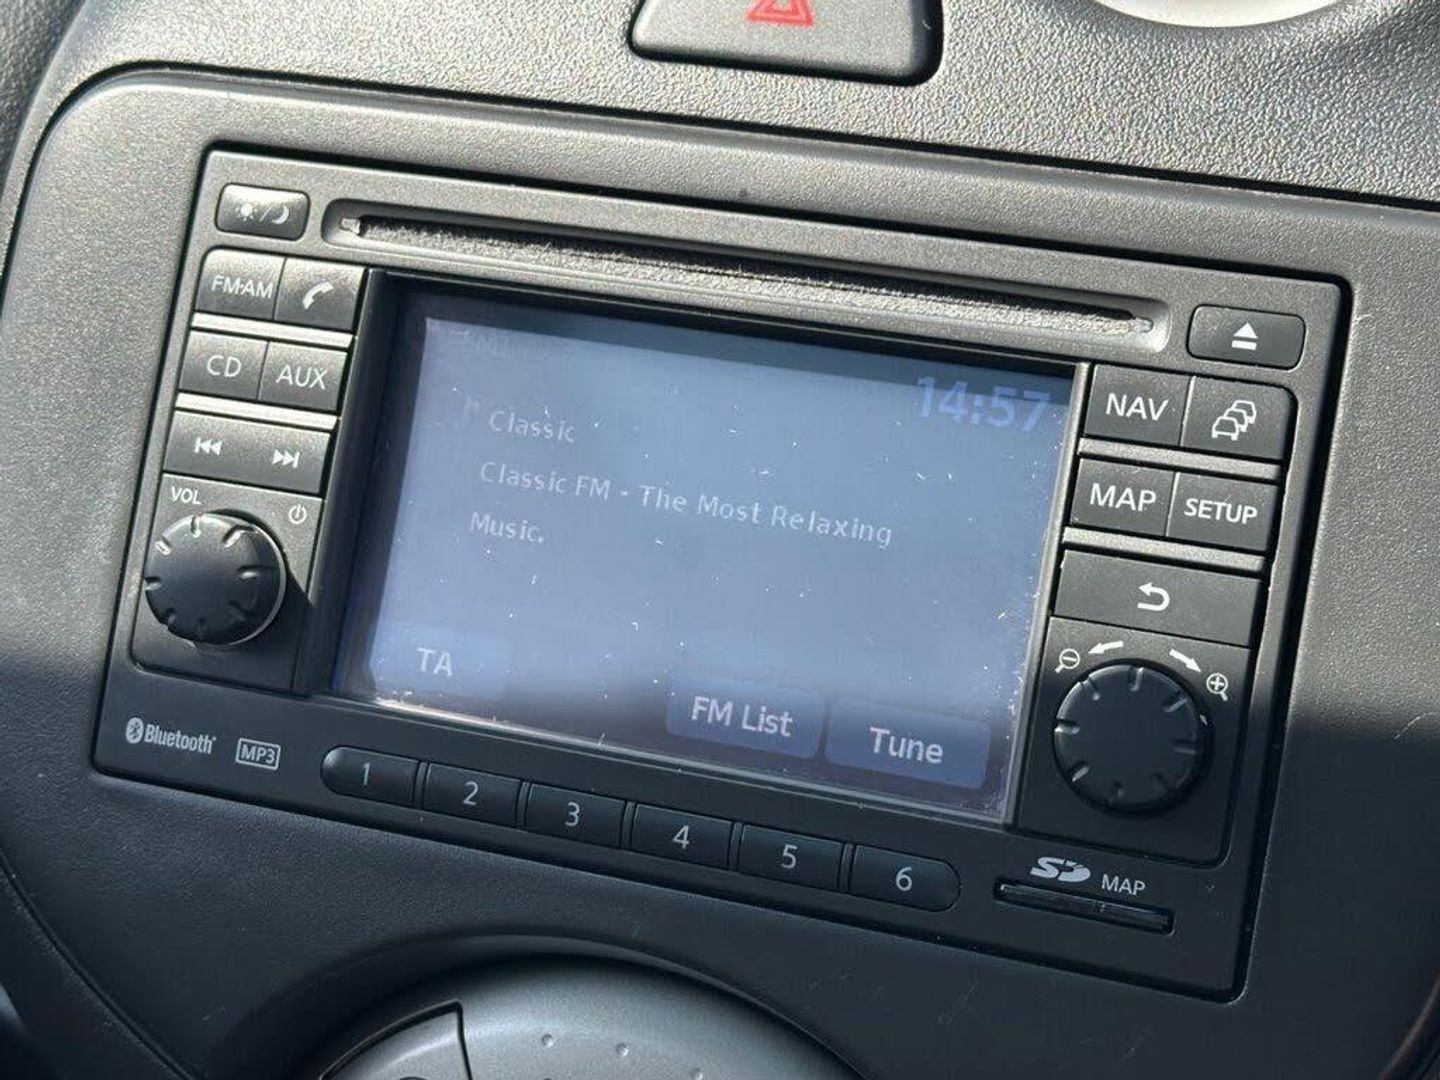 FM·AM
CD
AUX
VOL
14:57
Classic
Classic FM - The Most Relaxing
Music.
TA
FM List
Tune
NAV
MAP
SETUP
Bluetooth
MP3
1
2
3
4
5
6
SD
MAP